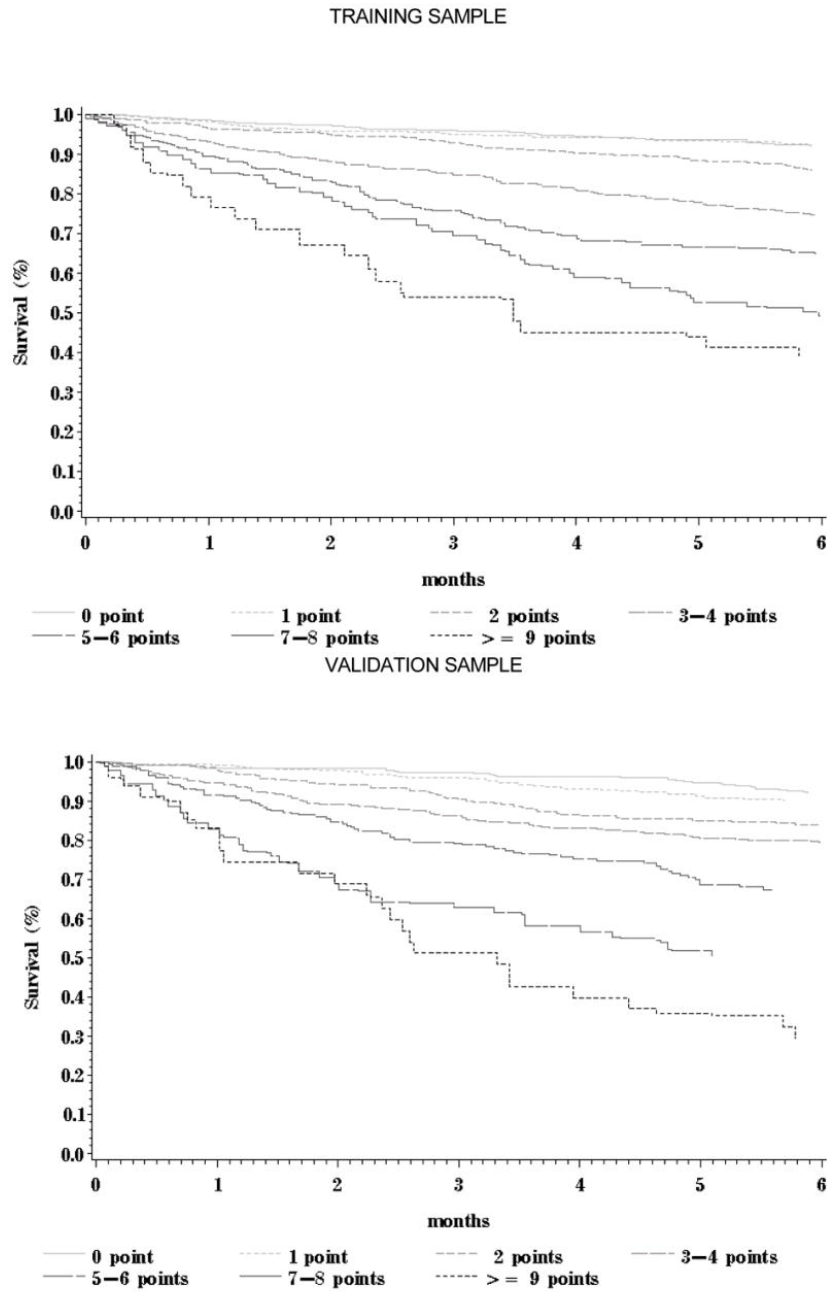 TRAINING SAMPLE
1.0
0.9
0.8
0.7
0.6
0.5
0.4
0.3
0.2
0.1
0.0
Survival (%)
0 1 2 3 4 5 6
months
0 point 1 point 2 points 3–4 points
5–6 points 7–8 points >= 9 points
VALIDATION SAMPLE
1.0
0.9
0.8
0.7
0.6
0.5
0.4
0.3
0.2
0.1
0.0
Survival (%)
0 1 2 3 4 5 6
months
0 point 1 point 2 points 3–4 points
5–6 points 7–8 points >= 9 points